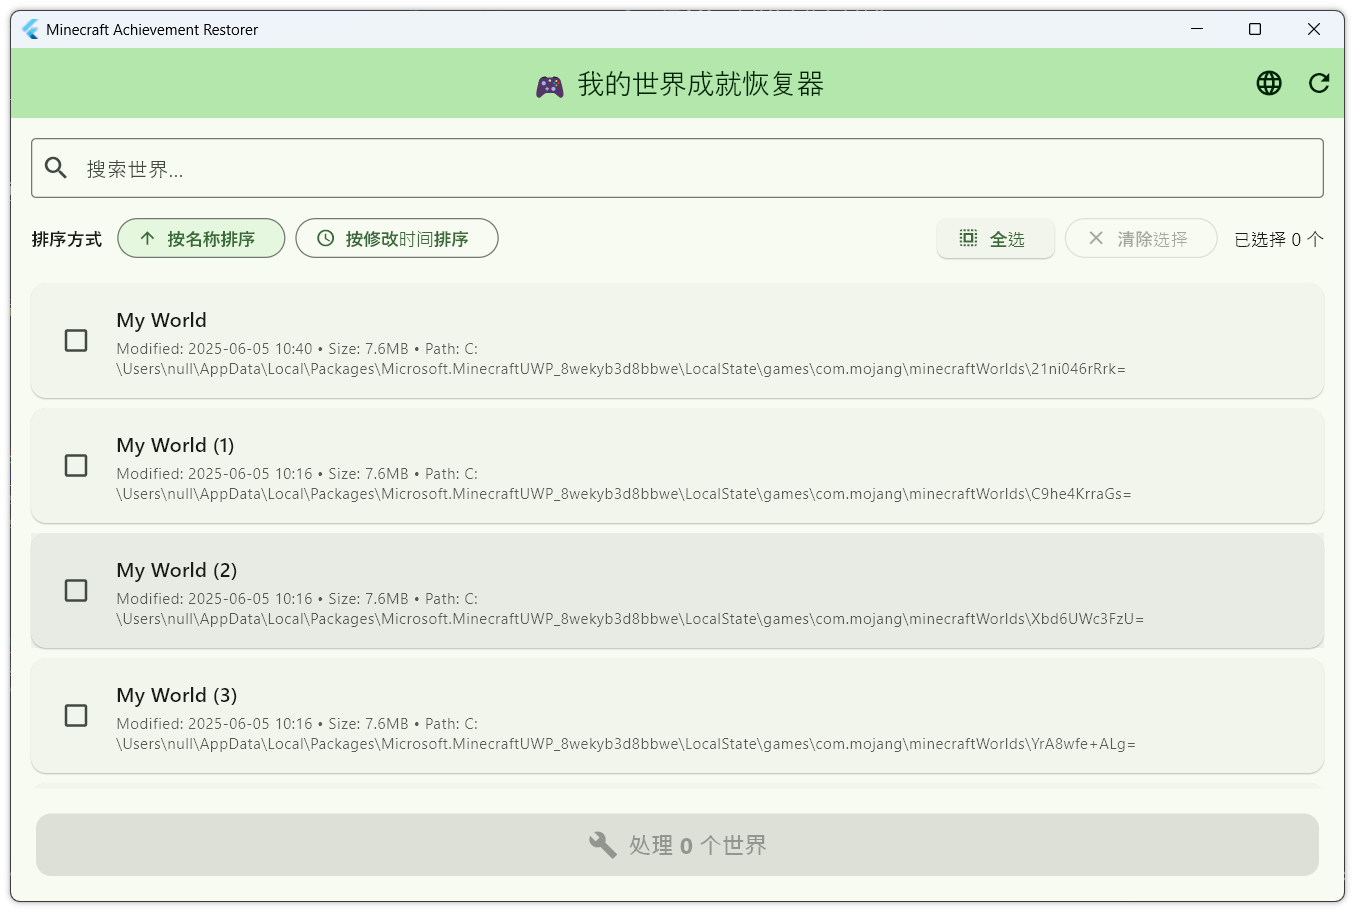 Minecraft Achievement Restorer
我的世界成就恢复器
搜索世界...
排序方式 按名称排序 按修改时间排序 全选 清除选择 已选择 0 个
My World
Modified: 2025-06-05 10:40 • Size: 7.6MB • Path: C:
\Users\null\AppData\Local\Packages\Microsoft.MinecraftUWP_8wekyb3d8bbwe\LocalState\games\com.mojang\minecraftWorlds\21ni046rRrk=
My World (1)
Modified: 2025-06-05 10:16 • Size: 7.6MB • Path: C:
\Users\null\AppData\Local\Packages\Microsoft.MinecraftUWP_8wekyb3d8bbwe\LocalState\games\com.mojang\minecraftWorlds\C9he4KrraGs=
My World (2)
Modified: 2025-06-05 10:16 • Size: 7.6MB • Path: C:
\Users\null\AppData\Local\Packages\Microsoft.MinecraftUWP_8wekyb3d8bbwe\LocalState\games\com.mojang\minecraftWorlds\Xbd6UWc3FzU=
My World (3)
Modified: 2025-06-05 10:16 • Size: 7.6MB • Path: C:
\Users\null\AppData\Local\Packages\Microsoft.MinecraftUWP_8wekyb3d8bbwe\LocalState\games\com.mojang\minecraftWorlds\YrA8wfe+ALg=
处理 0 个世界